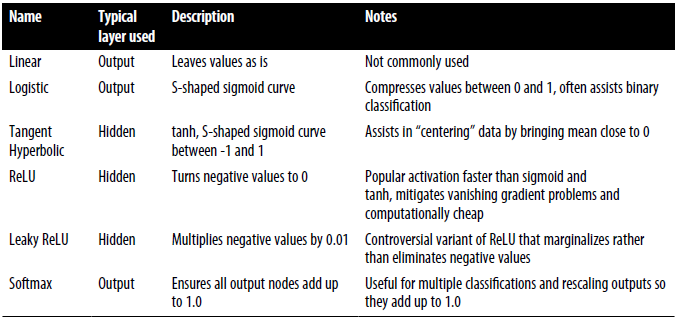 Name Typical Description Notes
layer used
Linear Output Leaves values as is Not commonly used
Logistic Output S-shaped sigmoid curve Compresses values between 0 and 1, often assists binary
classification
Tangent Hidden tanh, S-shaped sigmoid curve Assists in “centering” data by bringing mean close to 0
Hyperbolic between -1 and 1
ReLU Hidden Turns negative values to 0 Popular activation faster than sigmoid and
tanh, mitigates vanishing gradient problems and
computationally cheap
Leaky ReLU Hidden Multiplies negative values by 0.01 Controversial variant of ReLU that marginalizes rather
than eliminates negative values
Softmax Output Ensures all output nodes add up Useful for multiple classifications and rescaling outputs so
to 1.0 they add up to 1.0